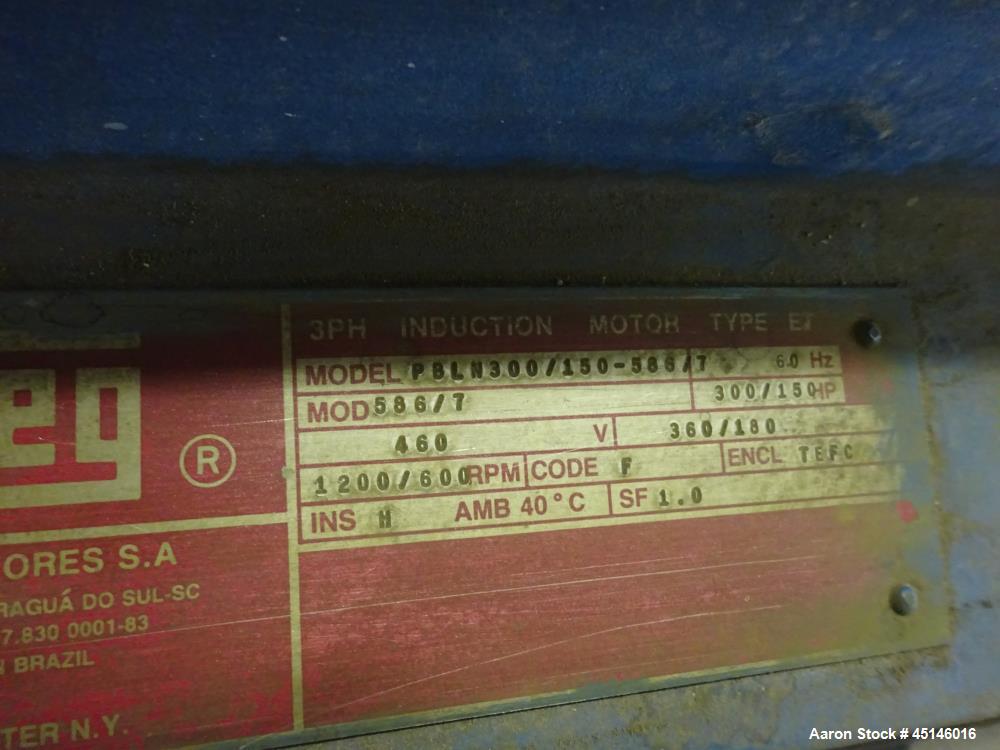 3PH INDUCTION MOTOR TYPE ET
MODEL PBLN300/150-586/7 60 Hz
MOD 586/7 300/150 HP
460 V 360/180
1200/600 RPM CODE F ENCL TEFC
INS H AMB 40°C SF 1.0
eg ®
ORES S.A
RAGUÁ DO SUL-SC
7.830 0001-83
N BRAZIL
TER N.Y.
Aaron Stock # 45146016